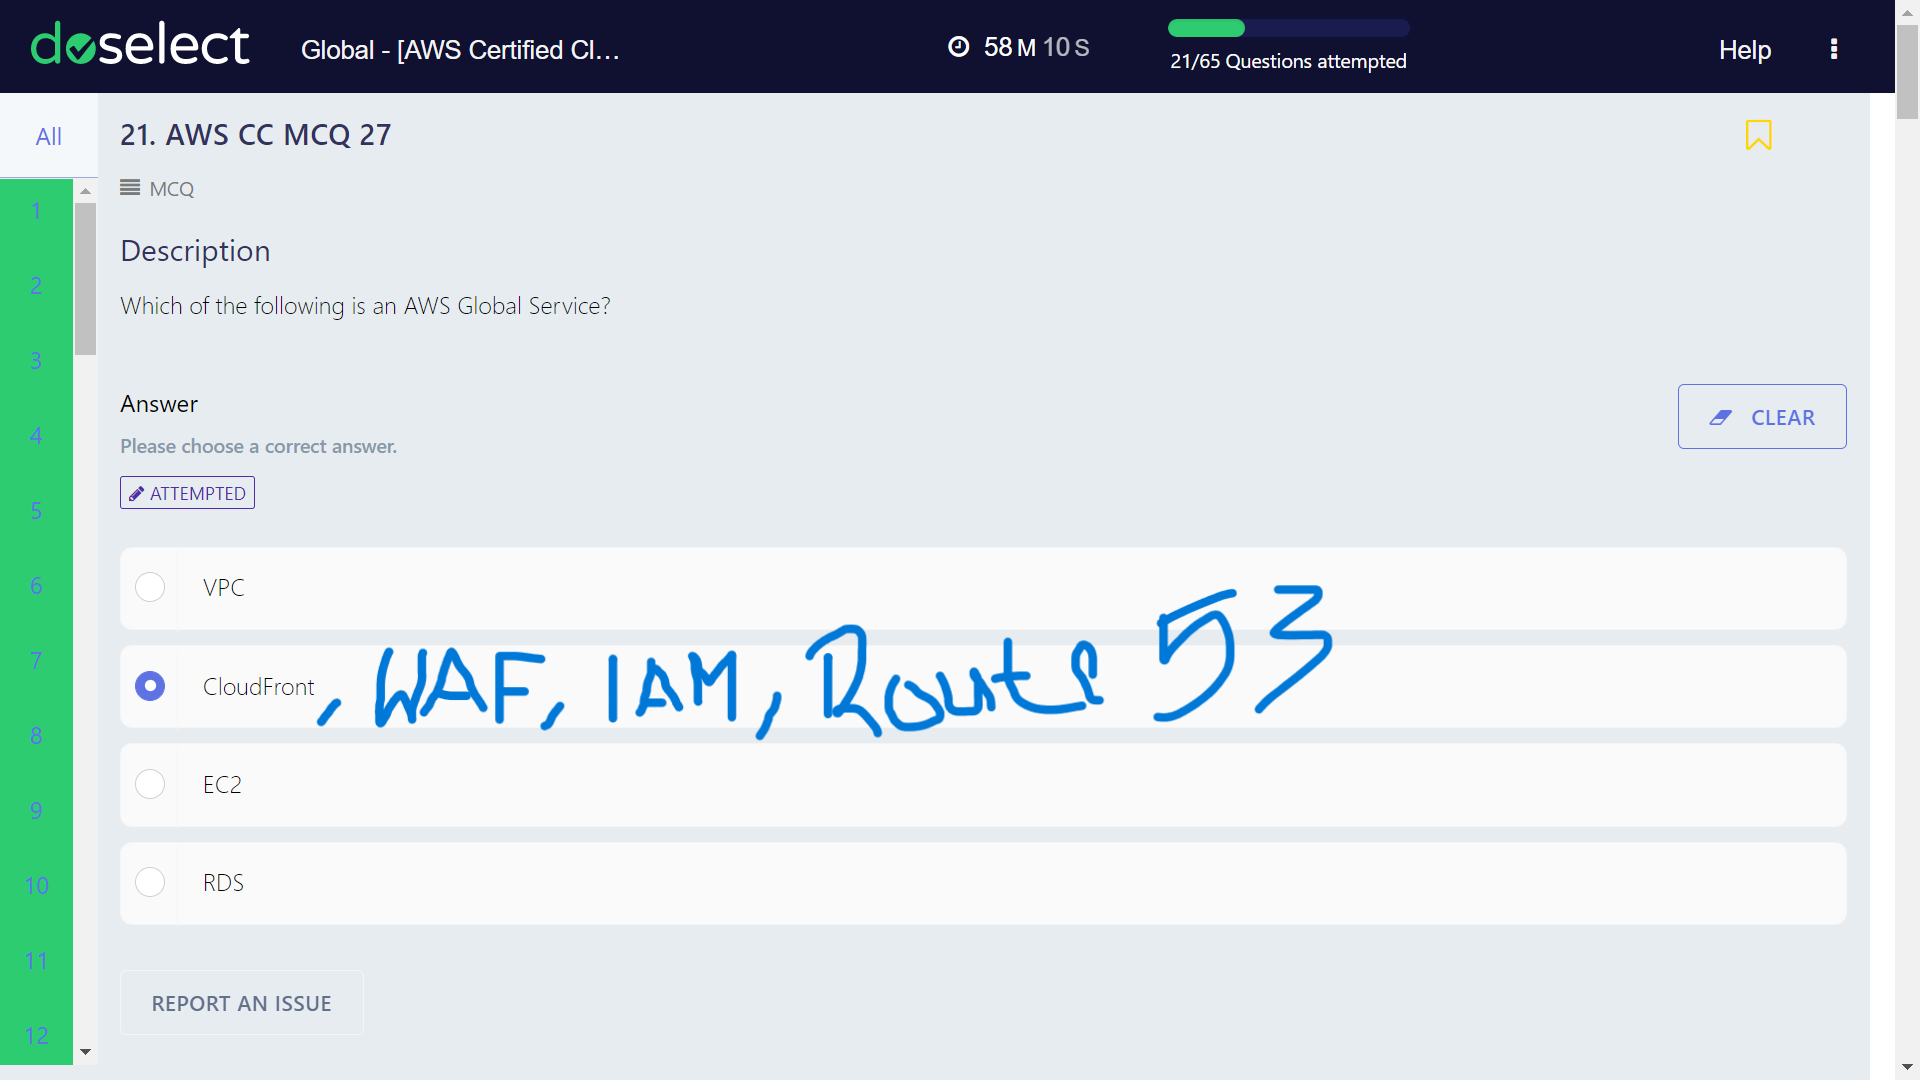 doselect
Global - [AWS Certified Cl...
58 M 10 S
21/65 Questions attempted
Help
All
21. AWS CC MCQ 27
MCQ
Description
Which of the following is an AWS Global Service?
Answer
Please choose a correct answer.
CLEAR
ATTEMPTED
VPC
CloudFront , WAF, IAM, Route 53
EC2
RDS
REPORT AN ISSUE
1
2
3
4
5
6
7
8
9
10
11
12